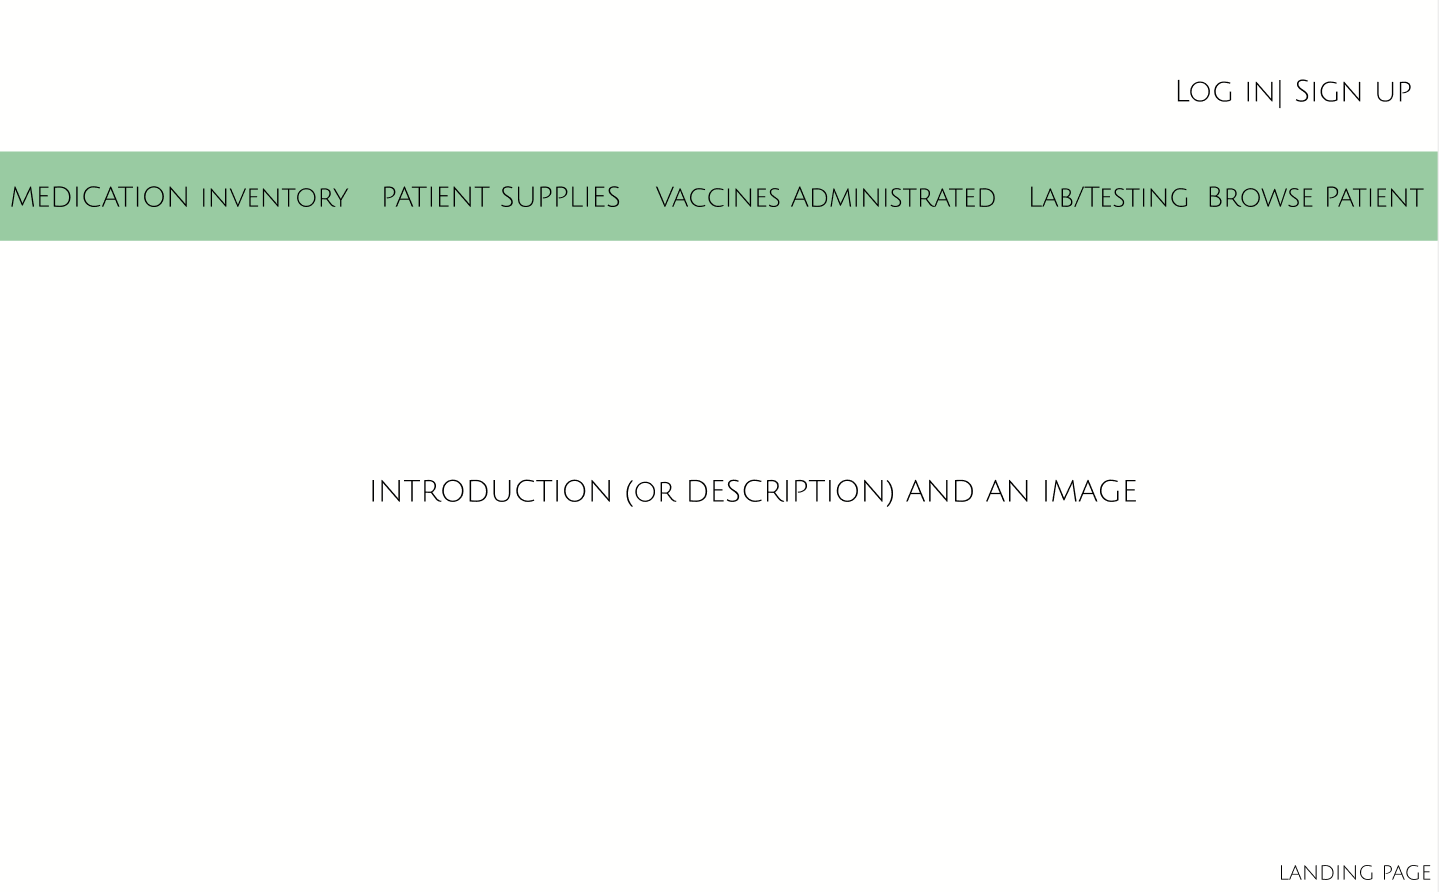 Log in| Sign up
MEDICATION inventory PATIENT SUPPLIES Vaccines Administrated Lab/Testing Browse Patient
INTRODUCTION (or DESCRIPTION) AND AN IMAGE
LANDING PAGE